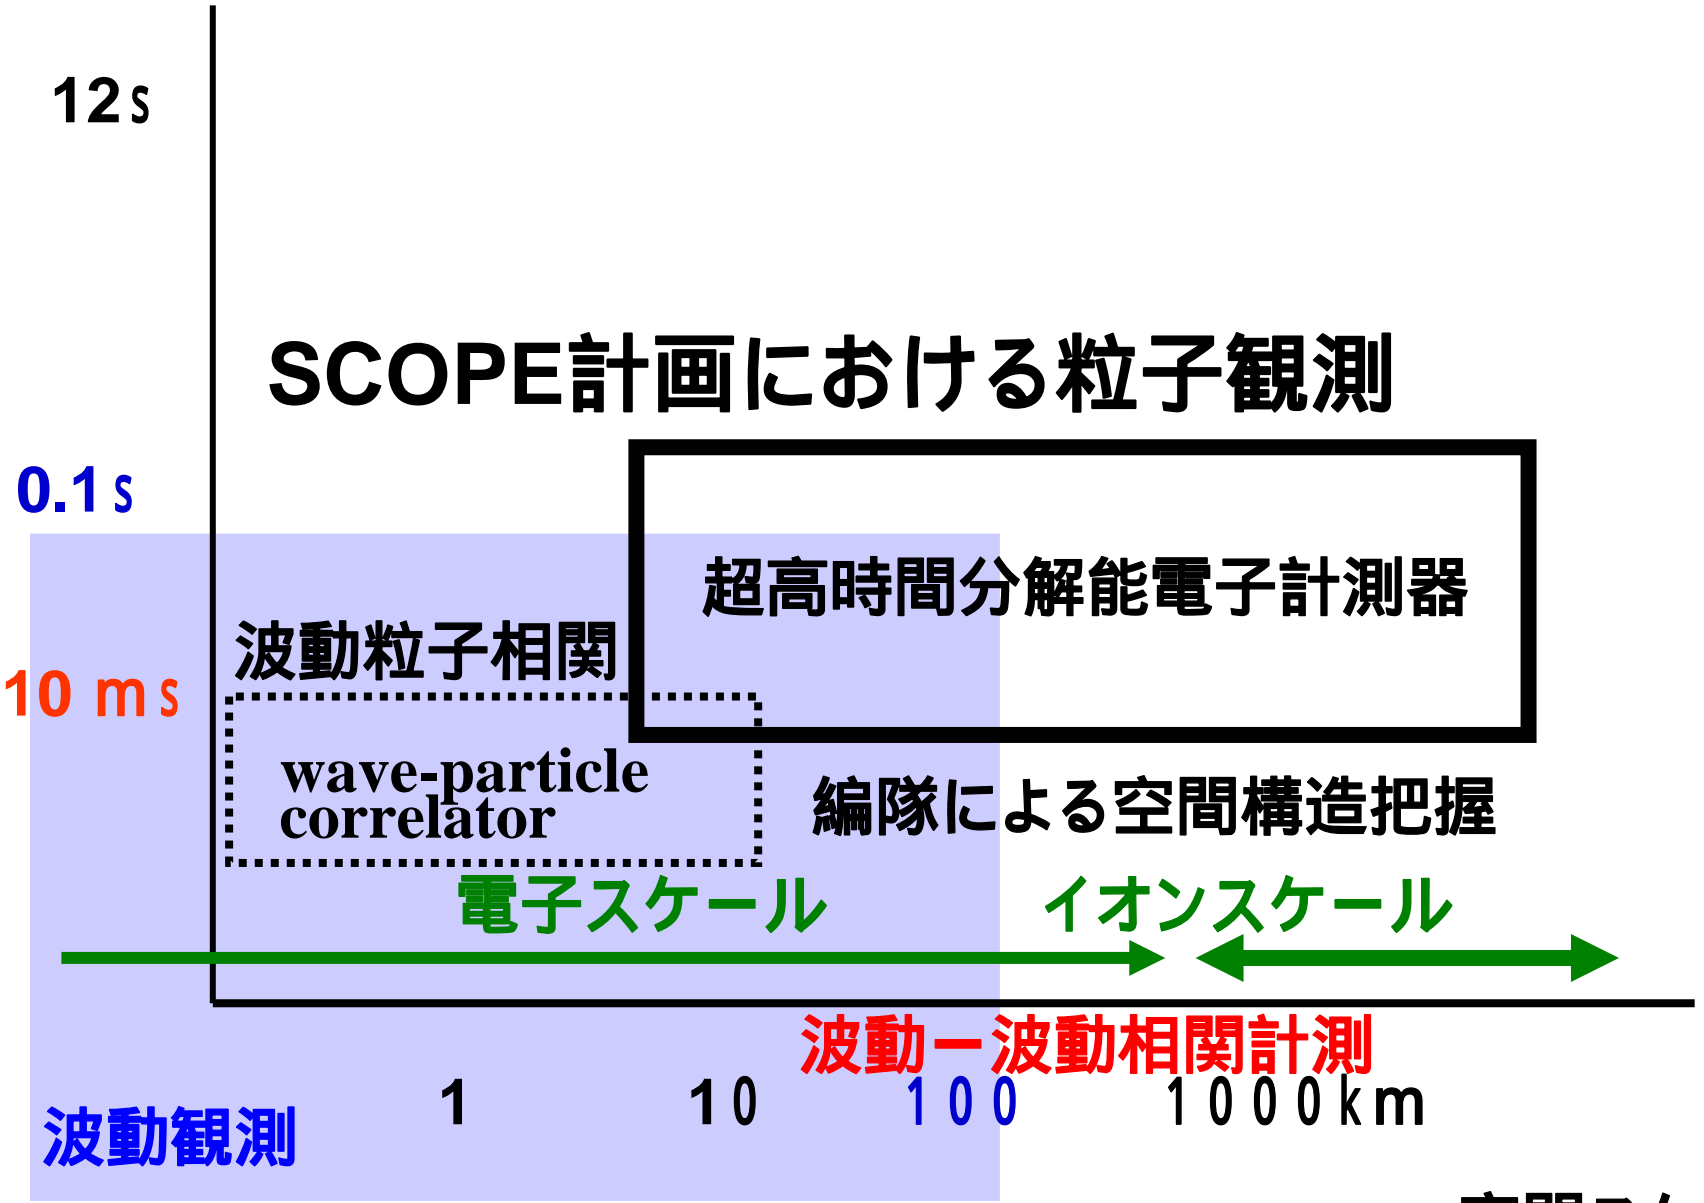 12s
SCOPE計画における粒子観測
0.1s
超高時間分解能電子計測器
波動粒子相関
10 ms
wave-particle
correlator
編隊による空間構造把握
電子スケール
イオンスケール
波動ー波動相関計測
1 10 100 1000km
波動観測